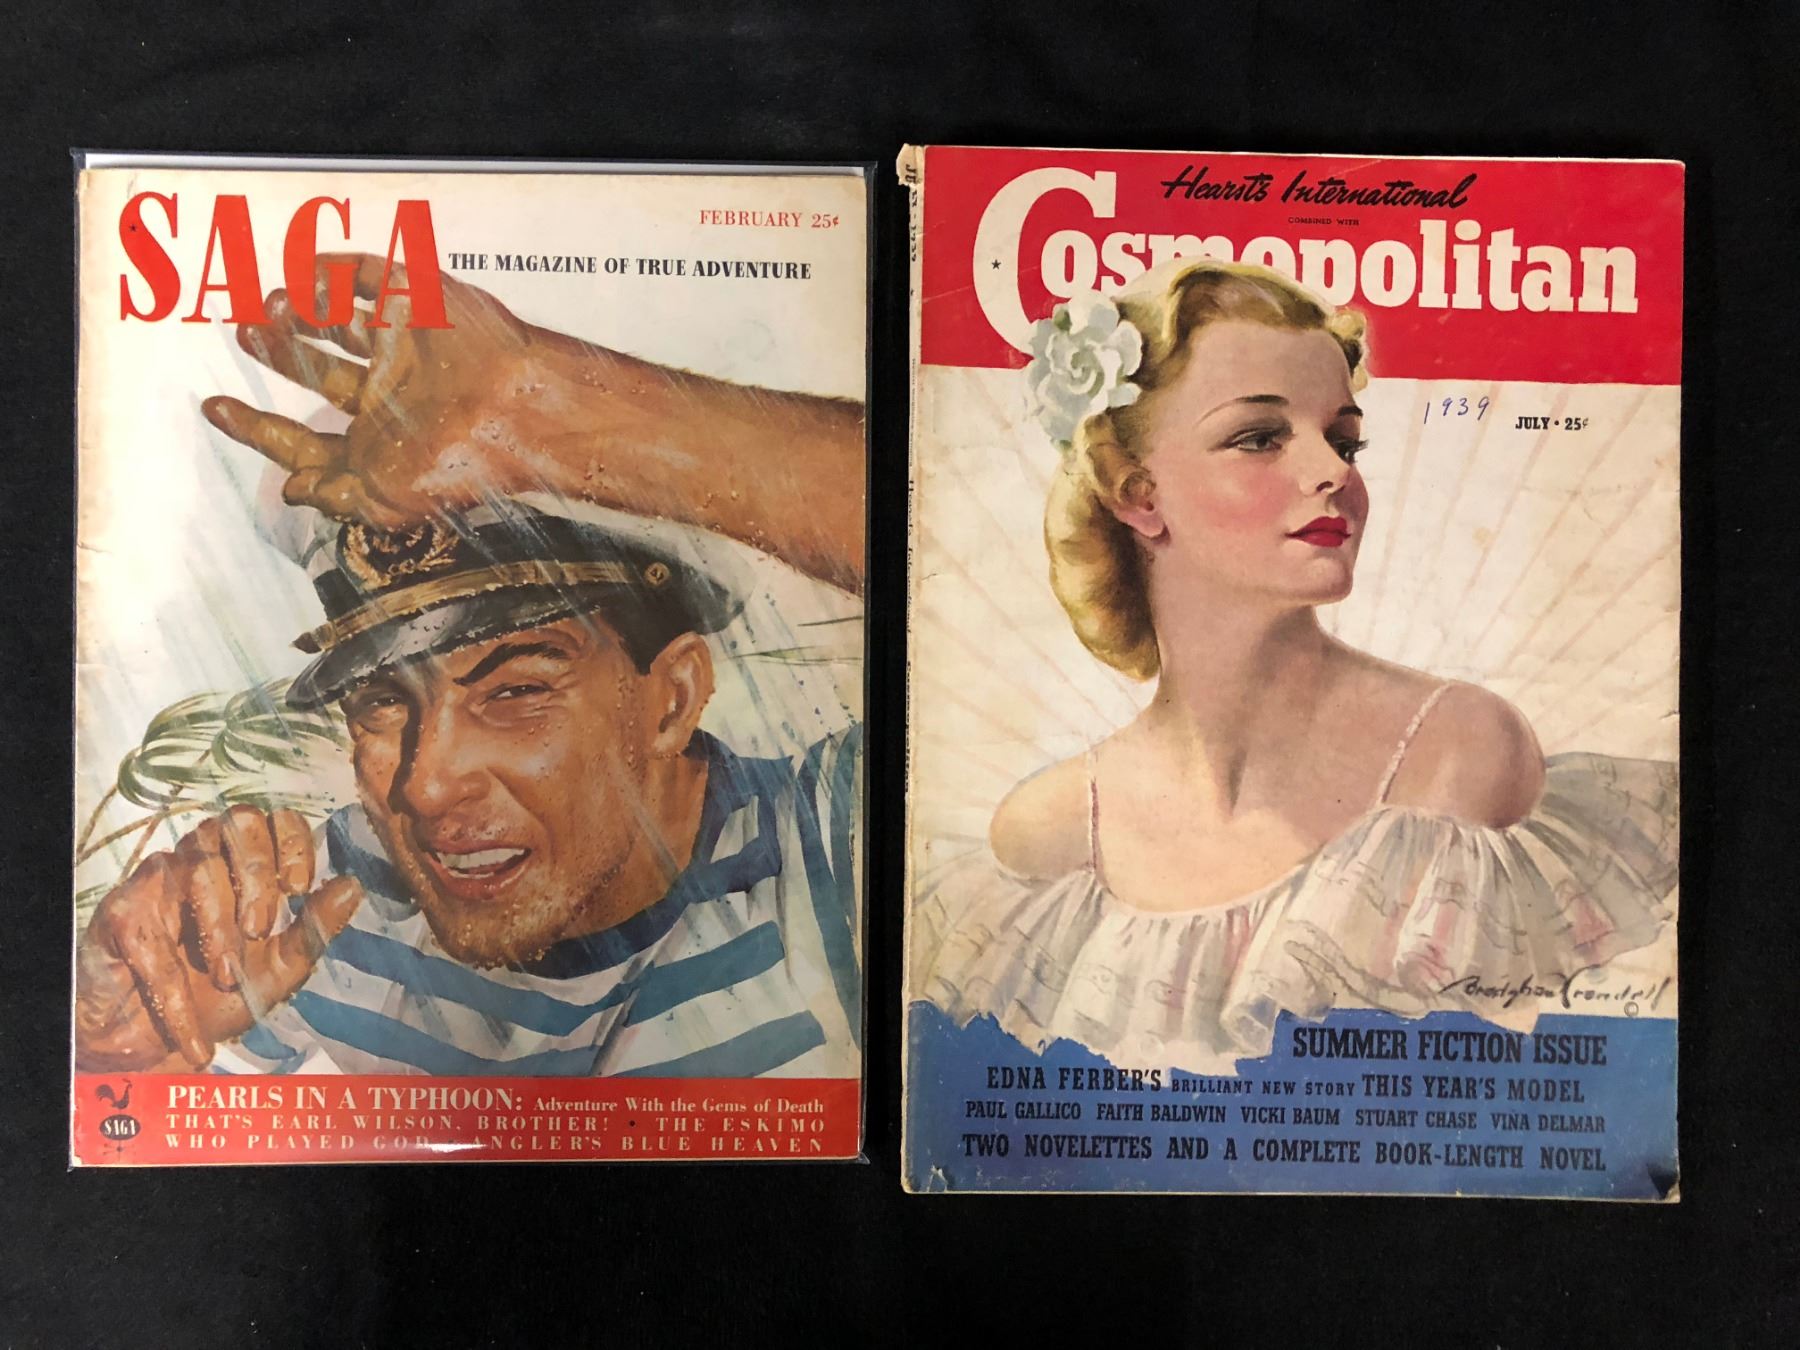 SAGA
FEBRUARY 25¢
THE MAGAZINE OF TRUE ADVENTURE
PEARLS IN A TYPHOON: Adventure With the Gems of Death
THAT'S EARL WILSON, BROTHER! • THE ESKIMO
WHO PLAYED GOD ANGLER'S BLUE HEAVEN
SAGA
Hearst's International
COMBINED WITH
Cosmopolitan
1939
JULY • 25¢
Bradshaw Crandell
©
SUMMER FICTION ISSUE
EDNA FERBER'S BRILLIANT NEW STORY THIS YEAR'S MODEL
PAUL GALLICO FAITH BALDWIN VICKI BAUM STUART CHASE VIÑA DELMAR
TWO NOVELETTES AND A COMPLETE BOOK-LENGTH NOVEL